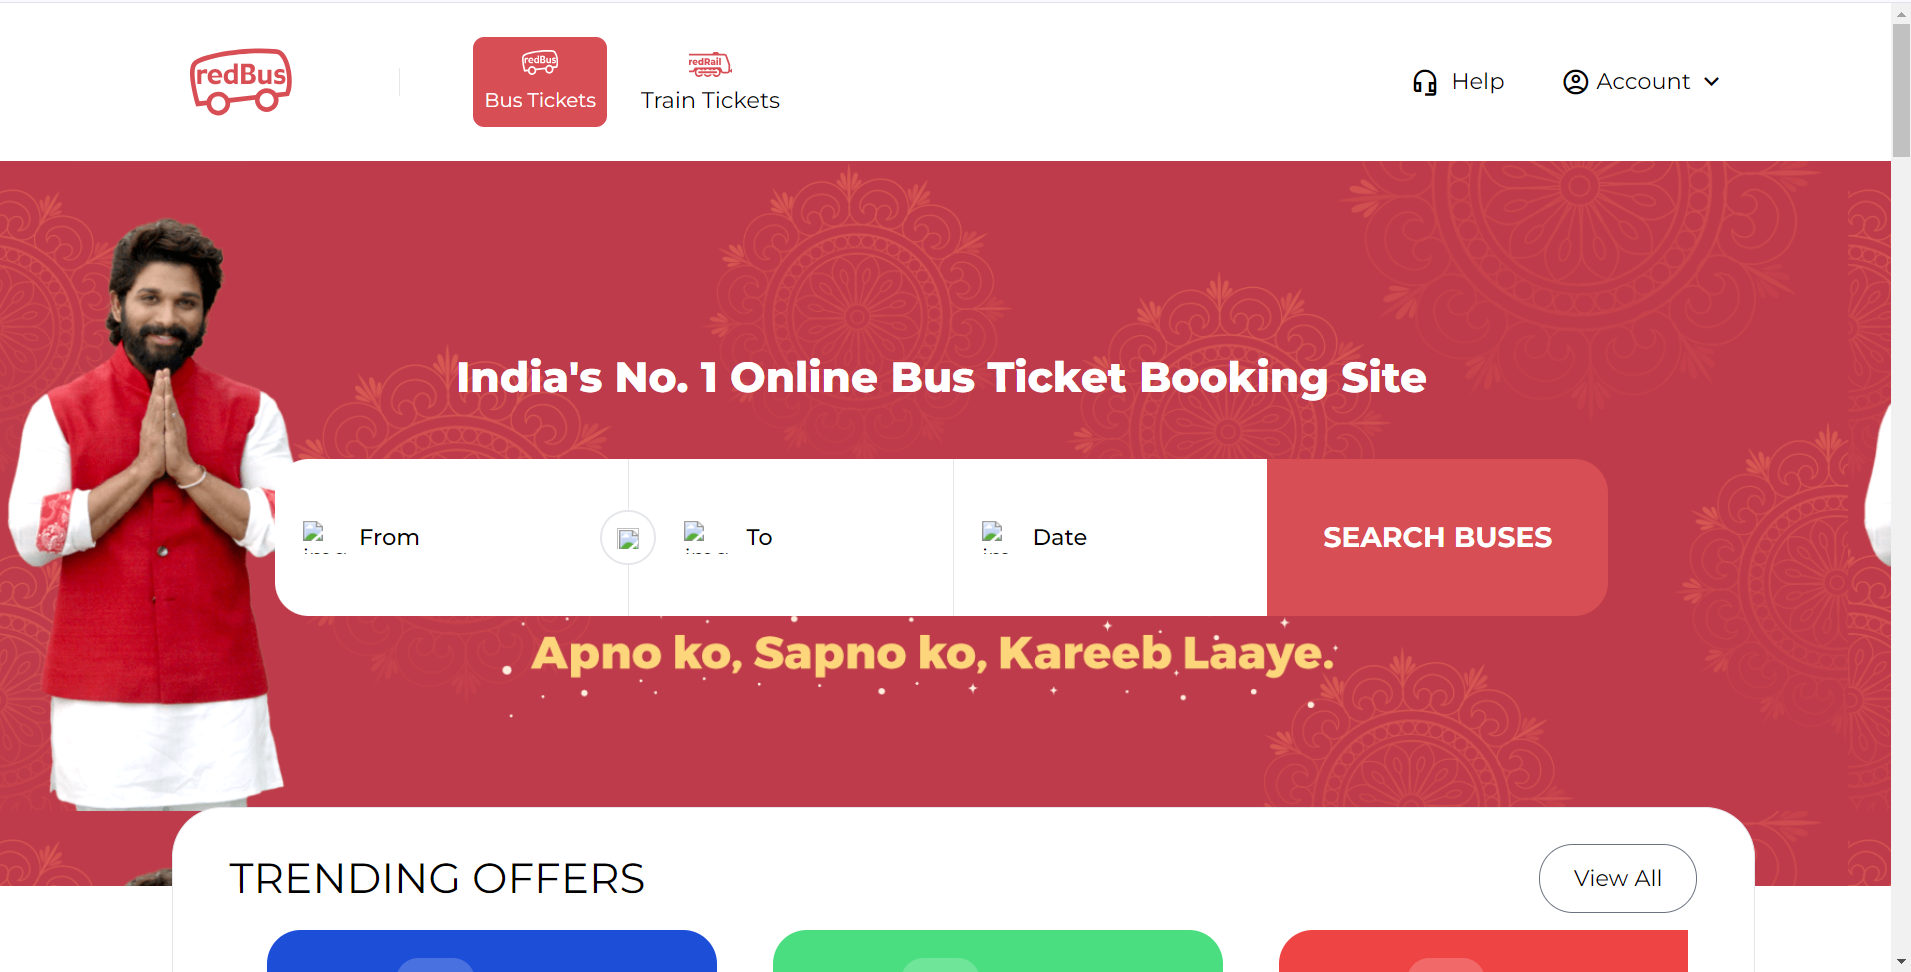 redBus
redBus
Bus Tickets
redRail
Train Tickets
Help
Account
India's No. 1 Online Bus Ticket Booking Site
From
To
Date
SEARCH BUSES
Apno ko, Sapno ko, Kareeb Laaye.
TRENDING OFFERS
View All